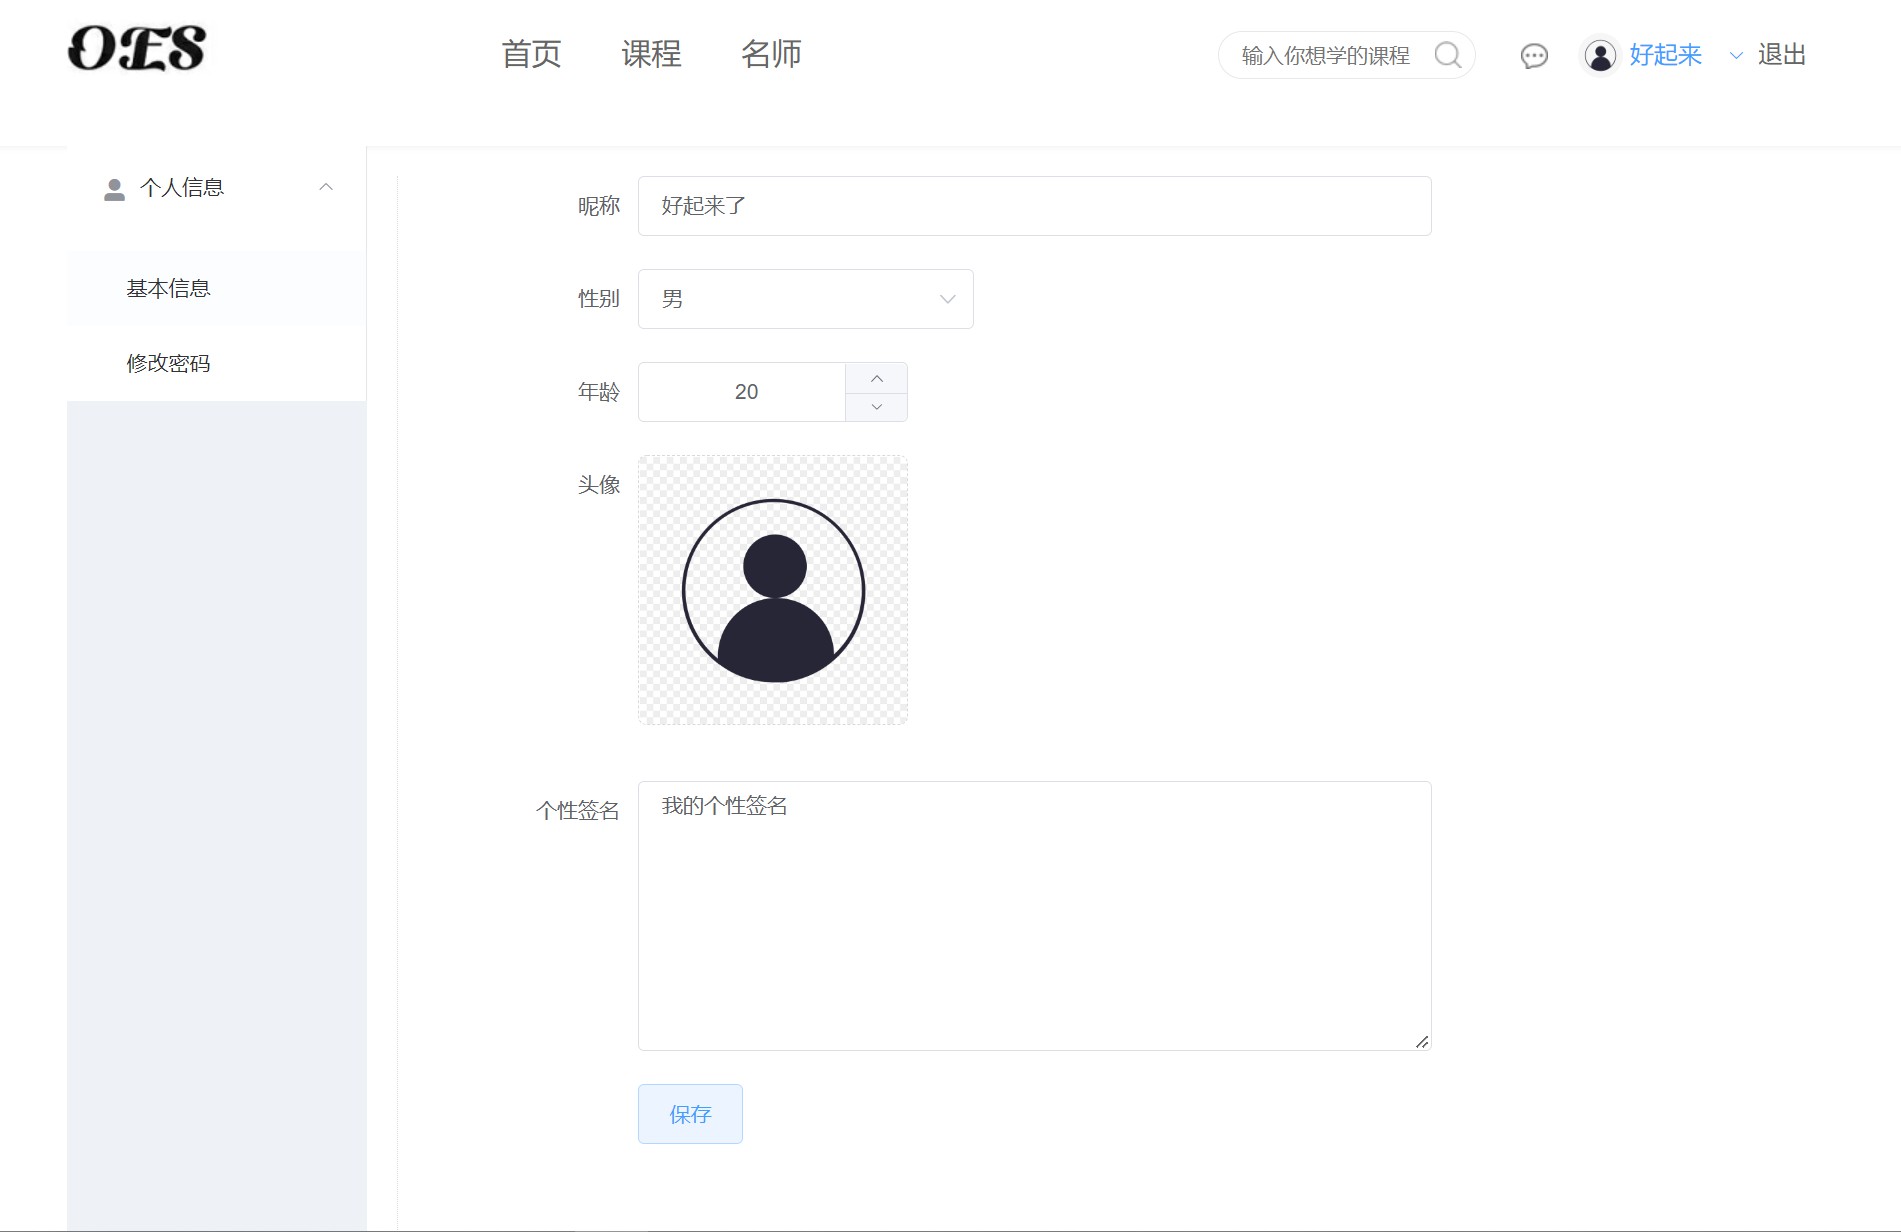 OES
首页 课程 名师 输入你想学的课程 好起来 退出
个人信息
基本信息
修改密码
昵称 好起来了
性别 男
年龄 20
头像
个性签名 我的个性签名
保存